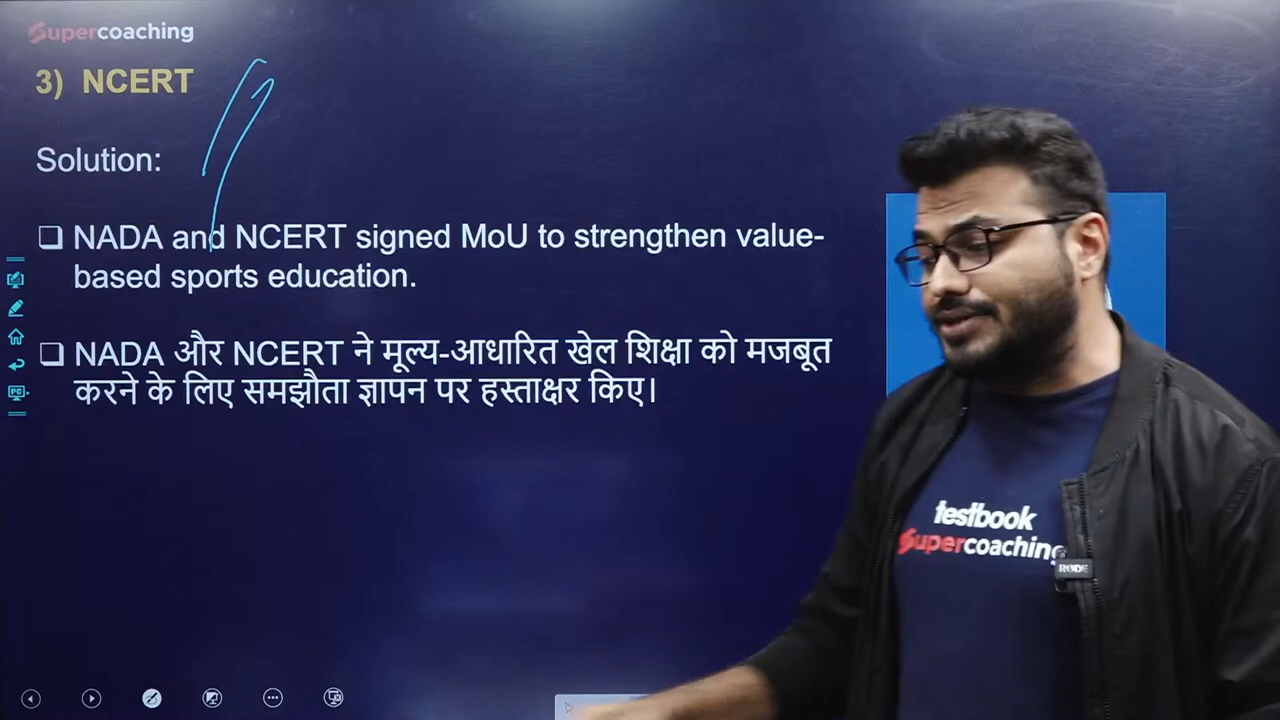 Supercoaching
3) NCERT
Solution:
❑ NADA and NCERT signed MoU to strengthen value-
based sports education.
❑ NADA और NCERT ने मूल्य-आधारित खेल शिक्षा को मजबूत
करने के लिए समझौता ज्ञापन पर हस्ताक्षर किए।
testbook
Supercoaching
RODE
PC